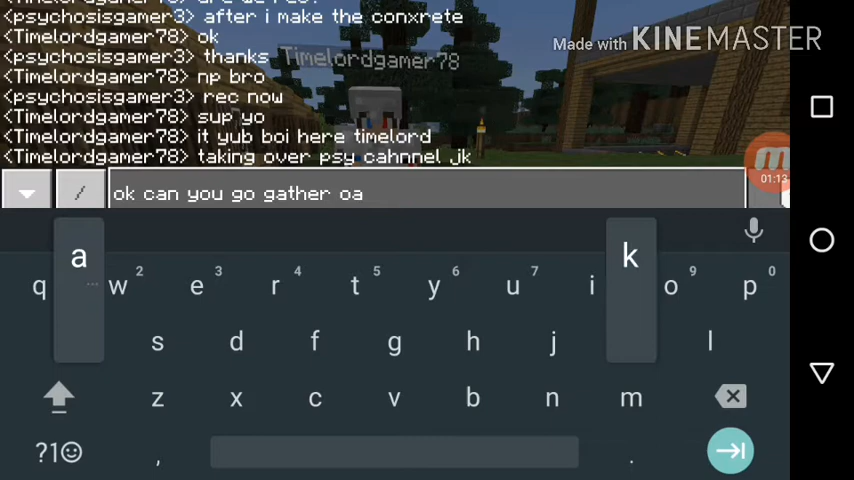 <psychosisgamer3> after i make the conxrete
<Timelordgamer78> ok
<psychosisgamer3> thanks
Timelordgamer78
<Timelordgamer78> np bro
<psychosisgamer3> rec now
<Timelordgamer78> sup yo
<Timelordgamer78> it yub boi here timelord
<Timelordgamer78> taking over psy cahnnel jk
Made with KINEMASTER
01:13
/ ok can you go gather oa
a k
q w 2 e 3 r 4 t 5 y 6 u 7 i o 9 p 0
s d f g h j l
z x c v b n m
?1 , .